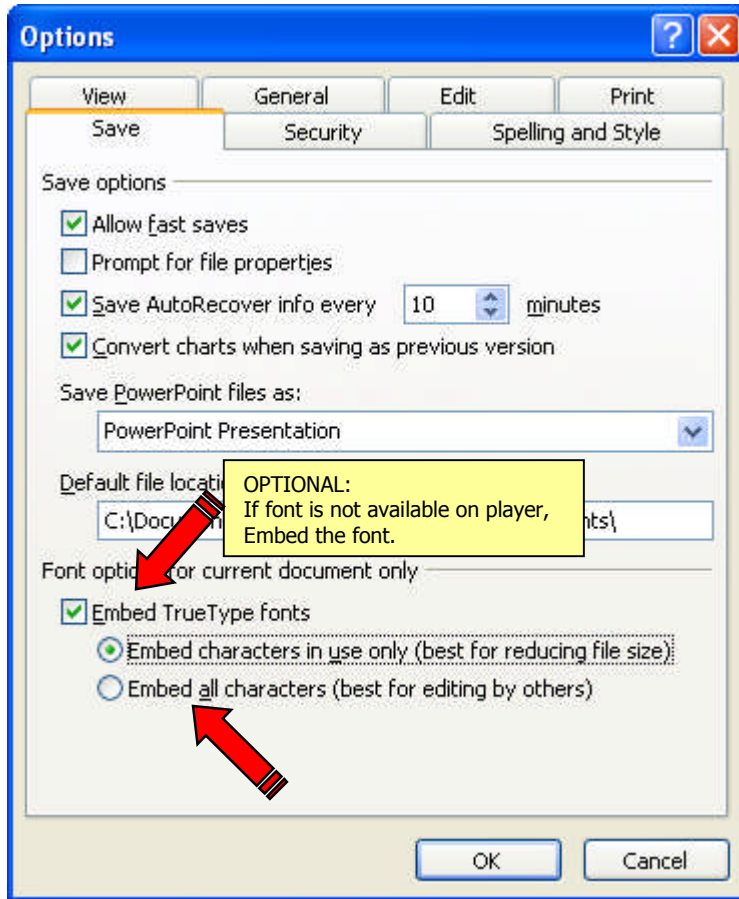 Options
View General Edit Print
Save Security Spelling and Style
Save options
Allow fast saves
Prompt for file properties
Save AutoRecover info every 10 minutes
Convert charts when saving as previous version
Save PowerPoint files as:
PowerPoint Presentation
Default file locati
OPTIONAL:
If font is not available on player,
Embed the font.
C:\Docu nts\
Font options for current document only
Embed TrueType fonts
Embed characters in use only (best for reducing file size)
Embed all characters (best for editing by others)
OK Cancel